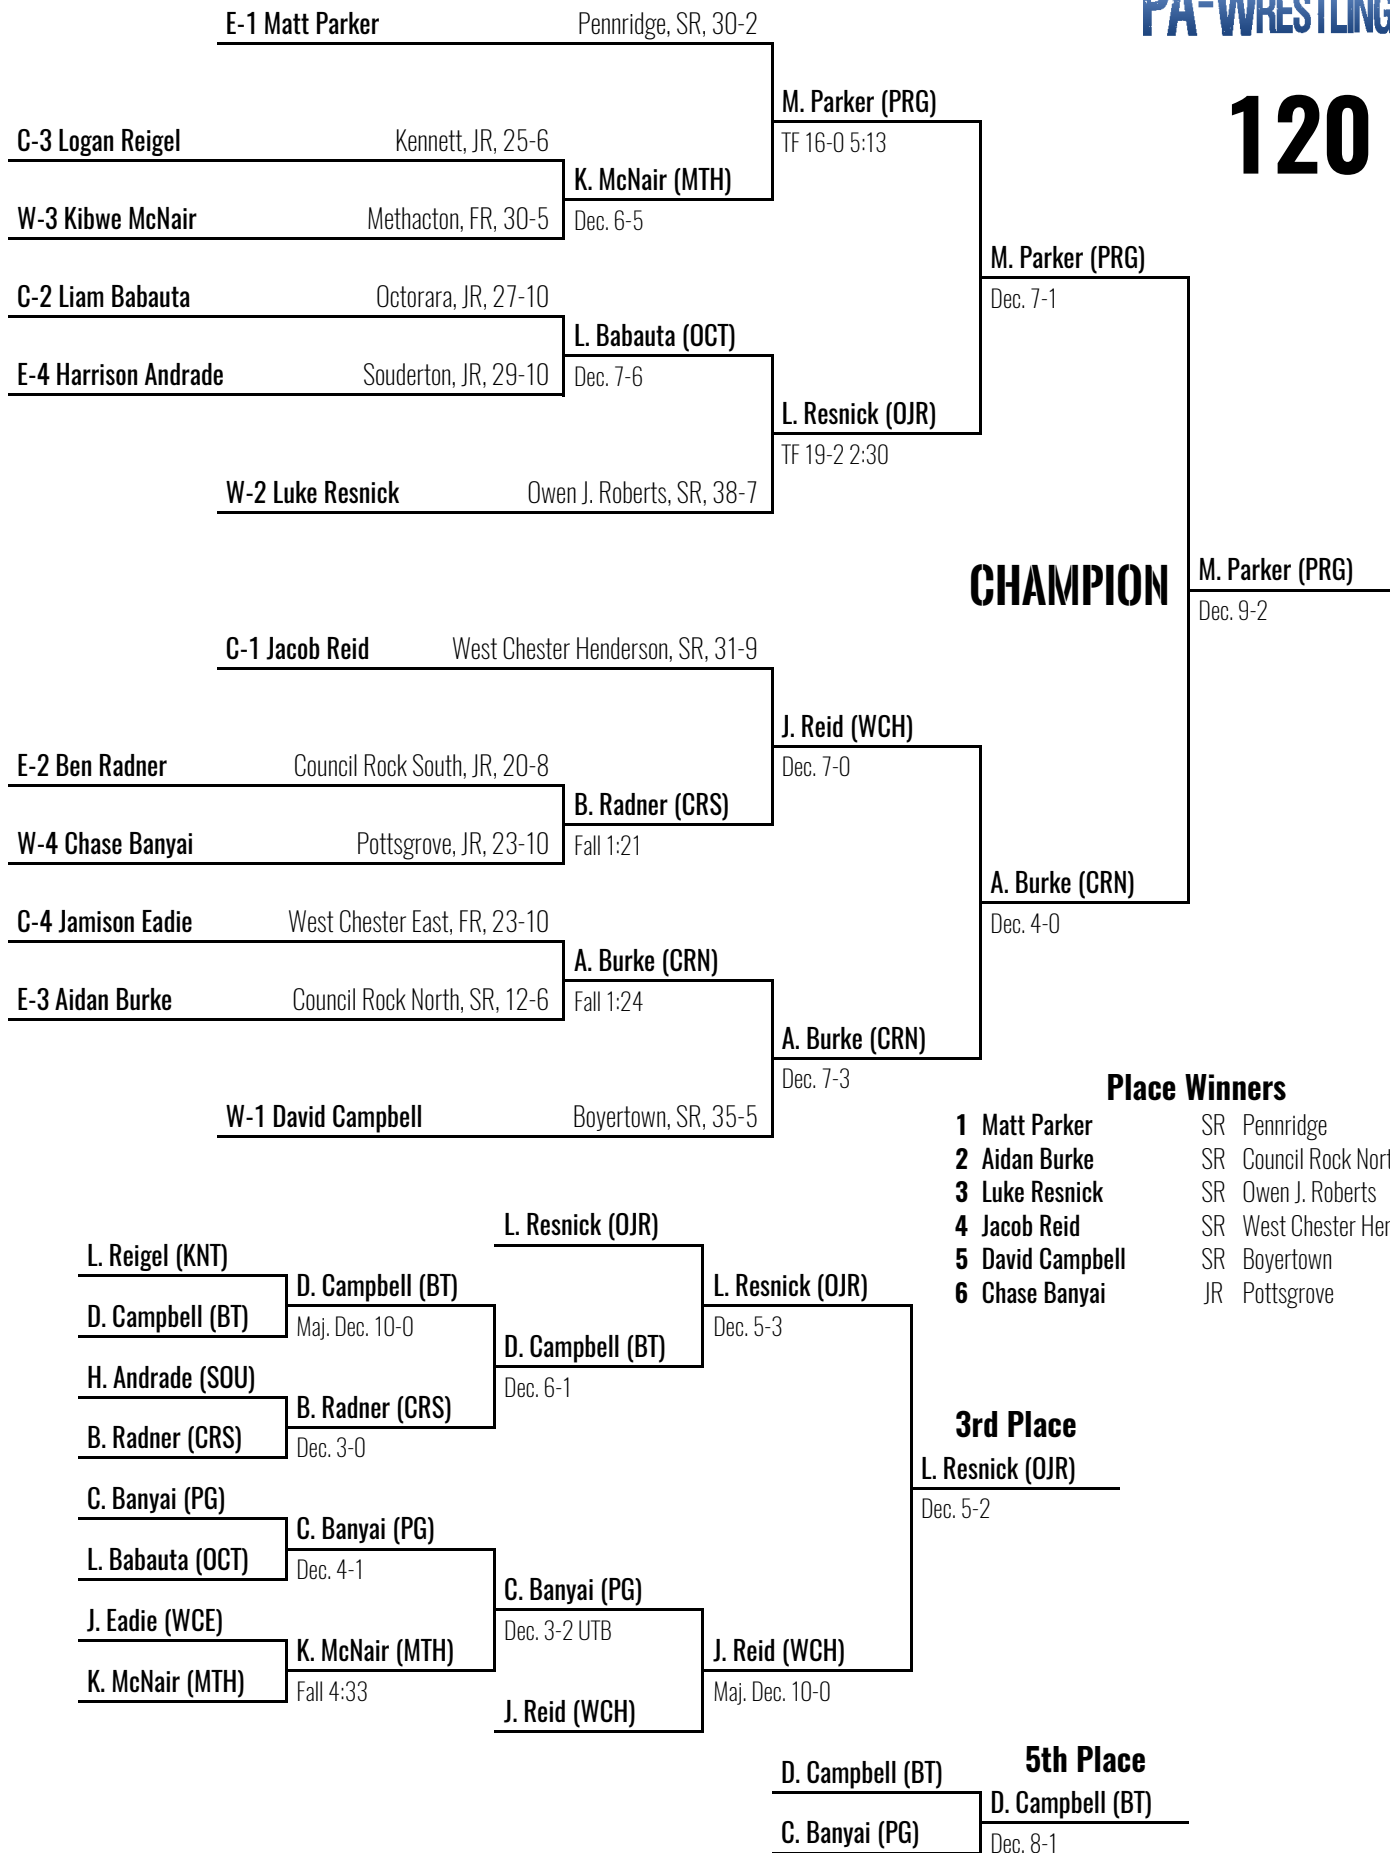 PA-WRESTLING
120
E-1 Matt Parker Pennridge, SR, 30-2
M. Parker (PRG)
TF 16-0 5:13
C-3 Logan Reigel Kennett, JR, 25-6
K. McNair (MTH)
Dec. 6-5
W-3 Kibwe McNair Methacton, FR, 30-5
M. Parker (PRG)
Dec. 7-1
C-2 Liam Babauta Octorara, JR, 27-10
L. Babauta (OCT)
Dec. 7-6
E-4 Harrison Andrade Souderton, JR, 29-10
L. Resnick (OJR)
TF 19-2 2:30
W-2 Luke Resnick Owen J. Roberts, SR, 38-7
CHAMPION
M. Parker (PRG)
Dec. 9-2
C-1 Jacob Reid West Chester Henderson, SR, 31-9
J. Reid (WCH)
Dec. 7-0
E-2 Ben Radner Council Rock South, JR, 20-8
B. Radner (CRS)
Fall 1:21
W-4 Chase Banyai Pottsgrove, JR, 23-10
A. Burke (CRN)
Dec. 4-0
C-4 Jamison Eadie West Chester East, FR, 23-10
A. Burke (CRN)
Fall 1:24
E-3 Aidan Burke Council Rock North, SR, 12-6
A. Burke (CRN)
Dec. 7-3
W-1 David Campbell Boyertown, SR, 35-5
Place Winners
1 Matt Parker SR Pennridge
2 Aidan Burke SR Council Rock Nort
3 Luke Resnick SR Owen J. Roberts
4 Jacob Reid SR West Chester Hen
5 David Campbell SR Boyertown
6 Chase Banyai JR Pottsgrove
L. Resnick (OJR)
L. Reigel (KNT)
D. Campbell (BT)
L. Resnick (OJR)
D. Campbell (BT)
Maj. Dec. 10-0
Dec. 5-3
D. Campbell (BT)
Dec. 6-1
H. Andrade (SOU)
B. Radner (CRS)
B. Radner (CRS)
Dec. 3-0
3rd Place
L. Resnick (OJR)
Dec. 5-2
C. Banyai (PG)
C. Banyai (PG)
L. Babauta (OCT)
Dec. 4-1
C. Banyai (PG)
Dec. 3-2 UTB
J. Eadie (WCE)
K. McNair (MTH)
J. Reid (WCH)
K. McNair (MTH)
Fall 4:33
Maj. Dec. 10-0
J. Reid (WCH)
5th Place
D. Campbell (BT)
D. Campbell (BT)
C. Banyai (PG)
Dec. 8-1